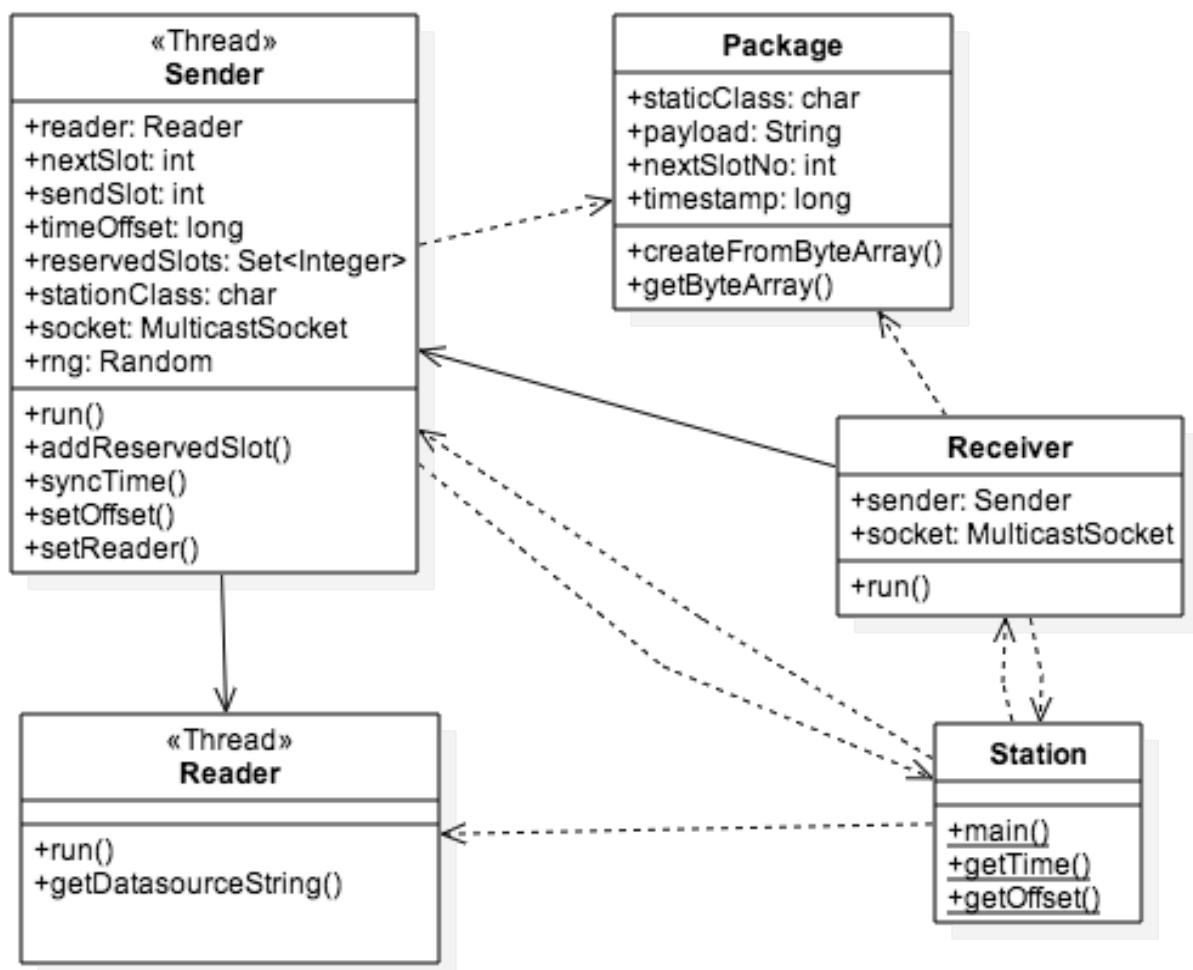 «Thread»
Sender
+reader: Reader
+nextSlot: int
+sendSlot: int
+timeOffset: long
+reservedSlots: Set<Integer>
+stationClass: char
+socket: MulticastSocket
+rng: Random
+run()
+addReservedSlot()
+syncTime()
+setOffset()
+setReader()
Package
+staticClass: char
+payload: String
+nextSlotNo: int
+timestamp: long
+createFromByteArray()
+getByteArray()
Receiver
+sender: Sender
+socket: MulticastSocket
+run()
«Thread»
Reader
+run()
+getDatasourceString()
Station
+main()
+getTime()
+getOffset()